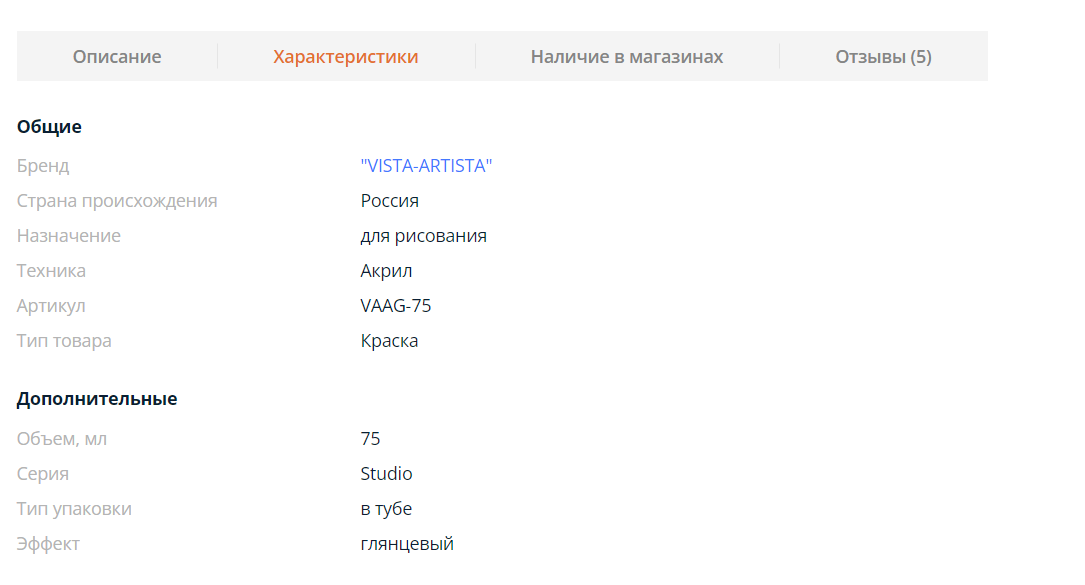 Описание Характеристики Наличие в магазинах Отзывы (5)
Общие
Бренд "VISTA-ARTISTA"
Страна происхождения Россия
Назначение для рисования
Техника Акрил
Артикул VAAG-75
Тип товара Краска
Дополнительные
Объем, мл 75
Серия Studio
Тип упаковки в тубе
Эффект глянцевый